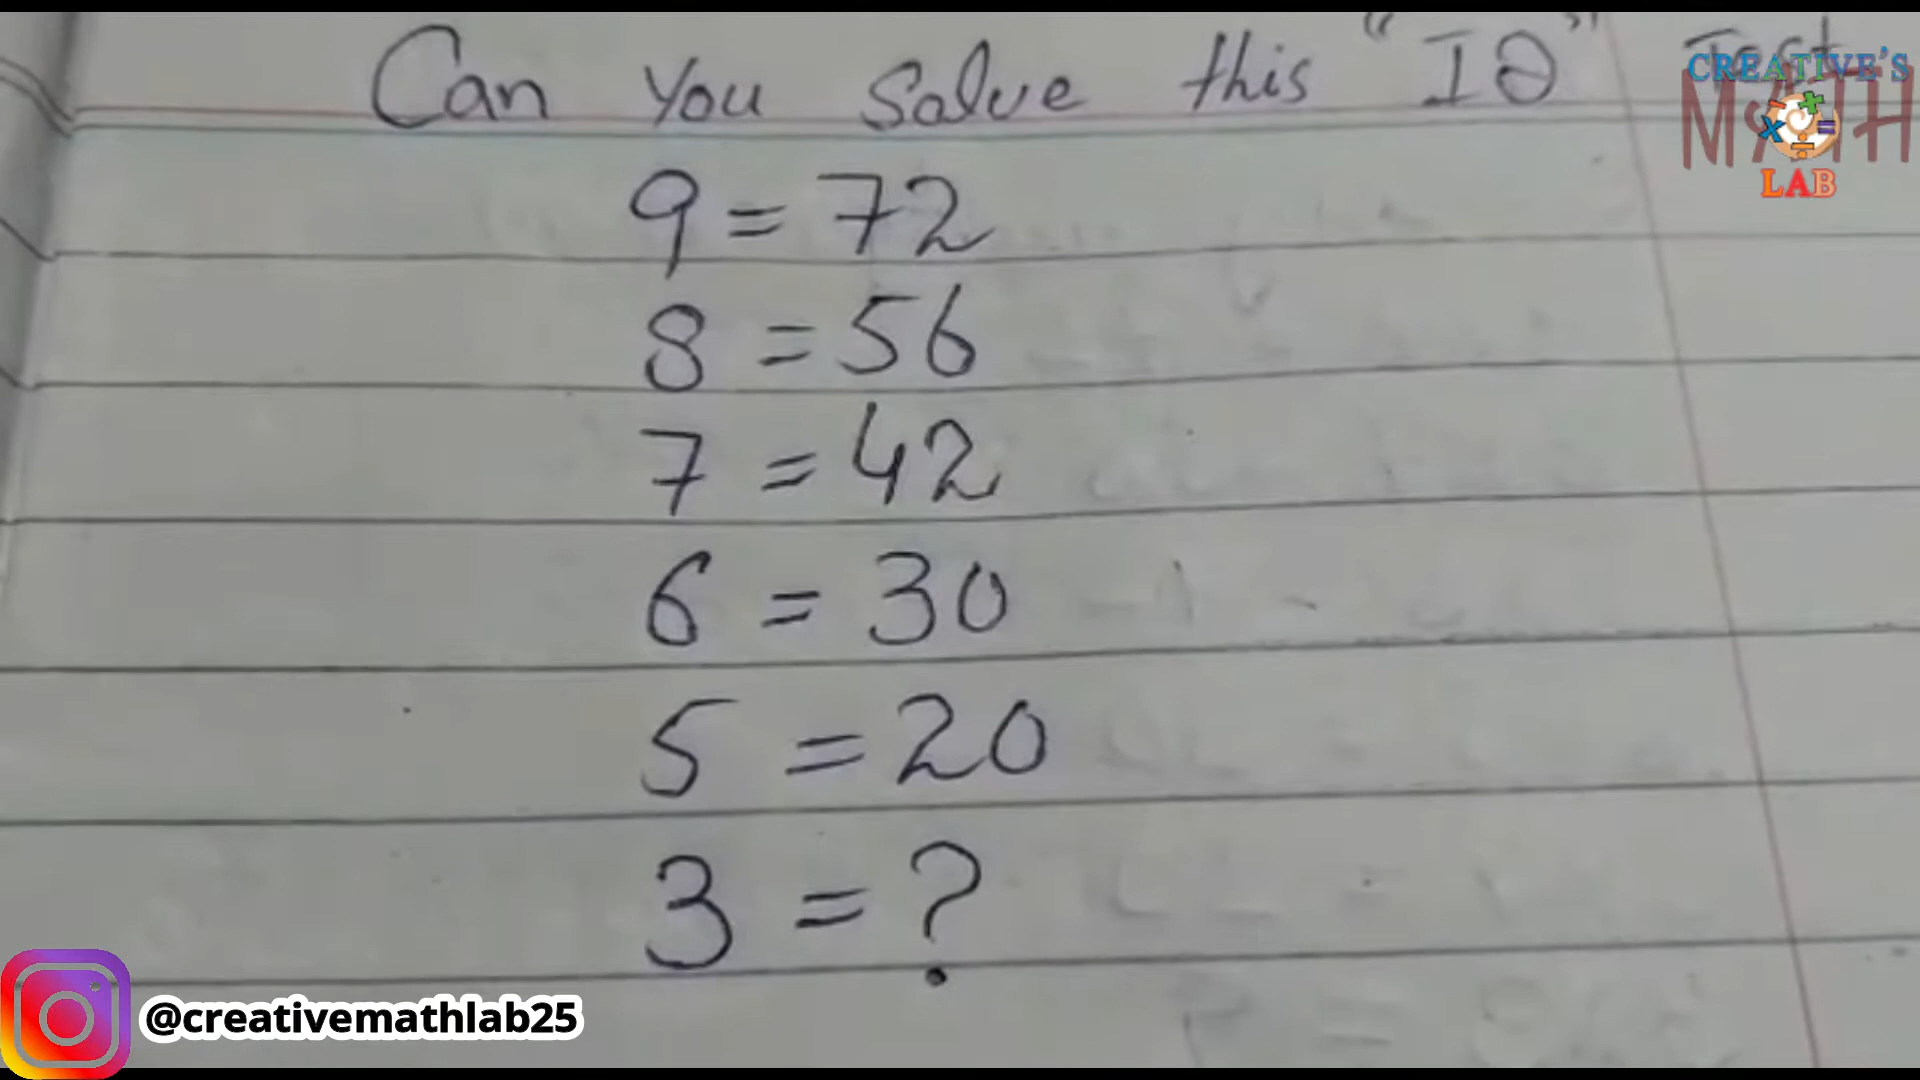 Can You Solve this "IQ" Test
CREATIVE'S
MATH
LAB
9 = 72
8 = 56
7 = 42
6 = 30
5 = 20
3 = ?
@creativemathlab25